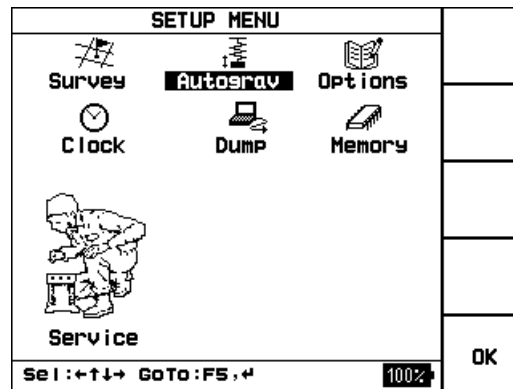 SETUP MENU
Survey Autograv Options
Clock Dump Memory
Service
OK
Sel:←↑↓→ GoTo:F5,↵ 100%